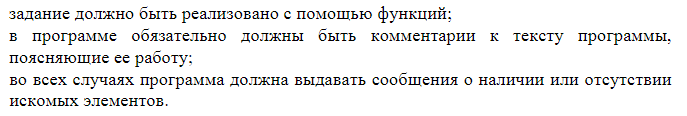 задание должно быть реализовано с помощью функций;
в программе обязательно должны быть комментарии к тексту программы,
поясняющие ее работу;
во всех случаях программа должна выдавать сообщения о наличии или отсутствии
искомых элементов.